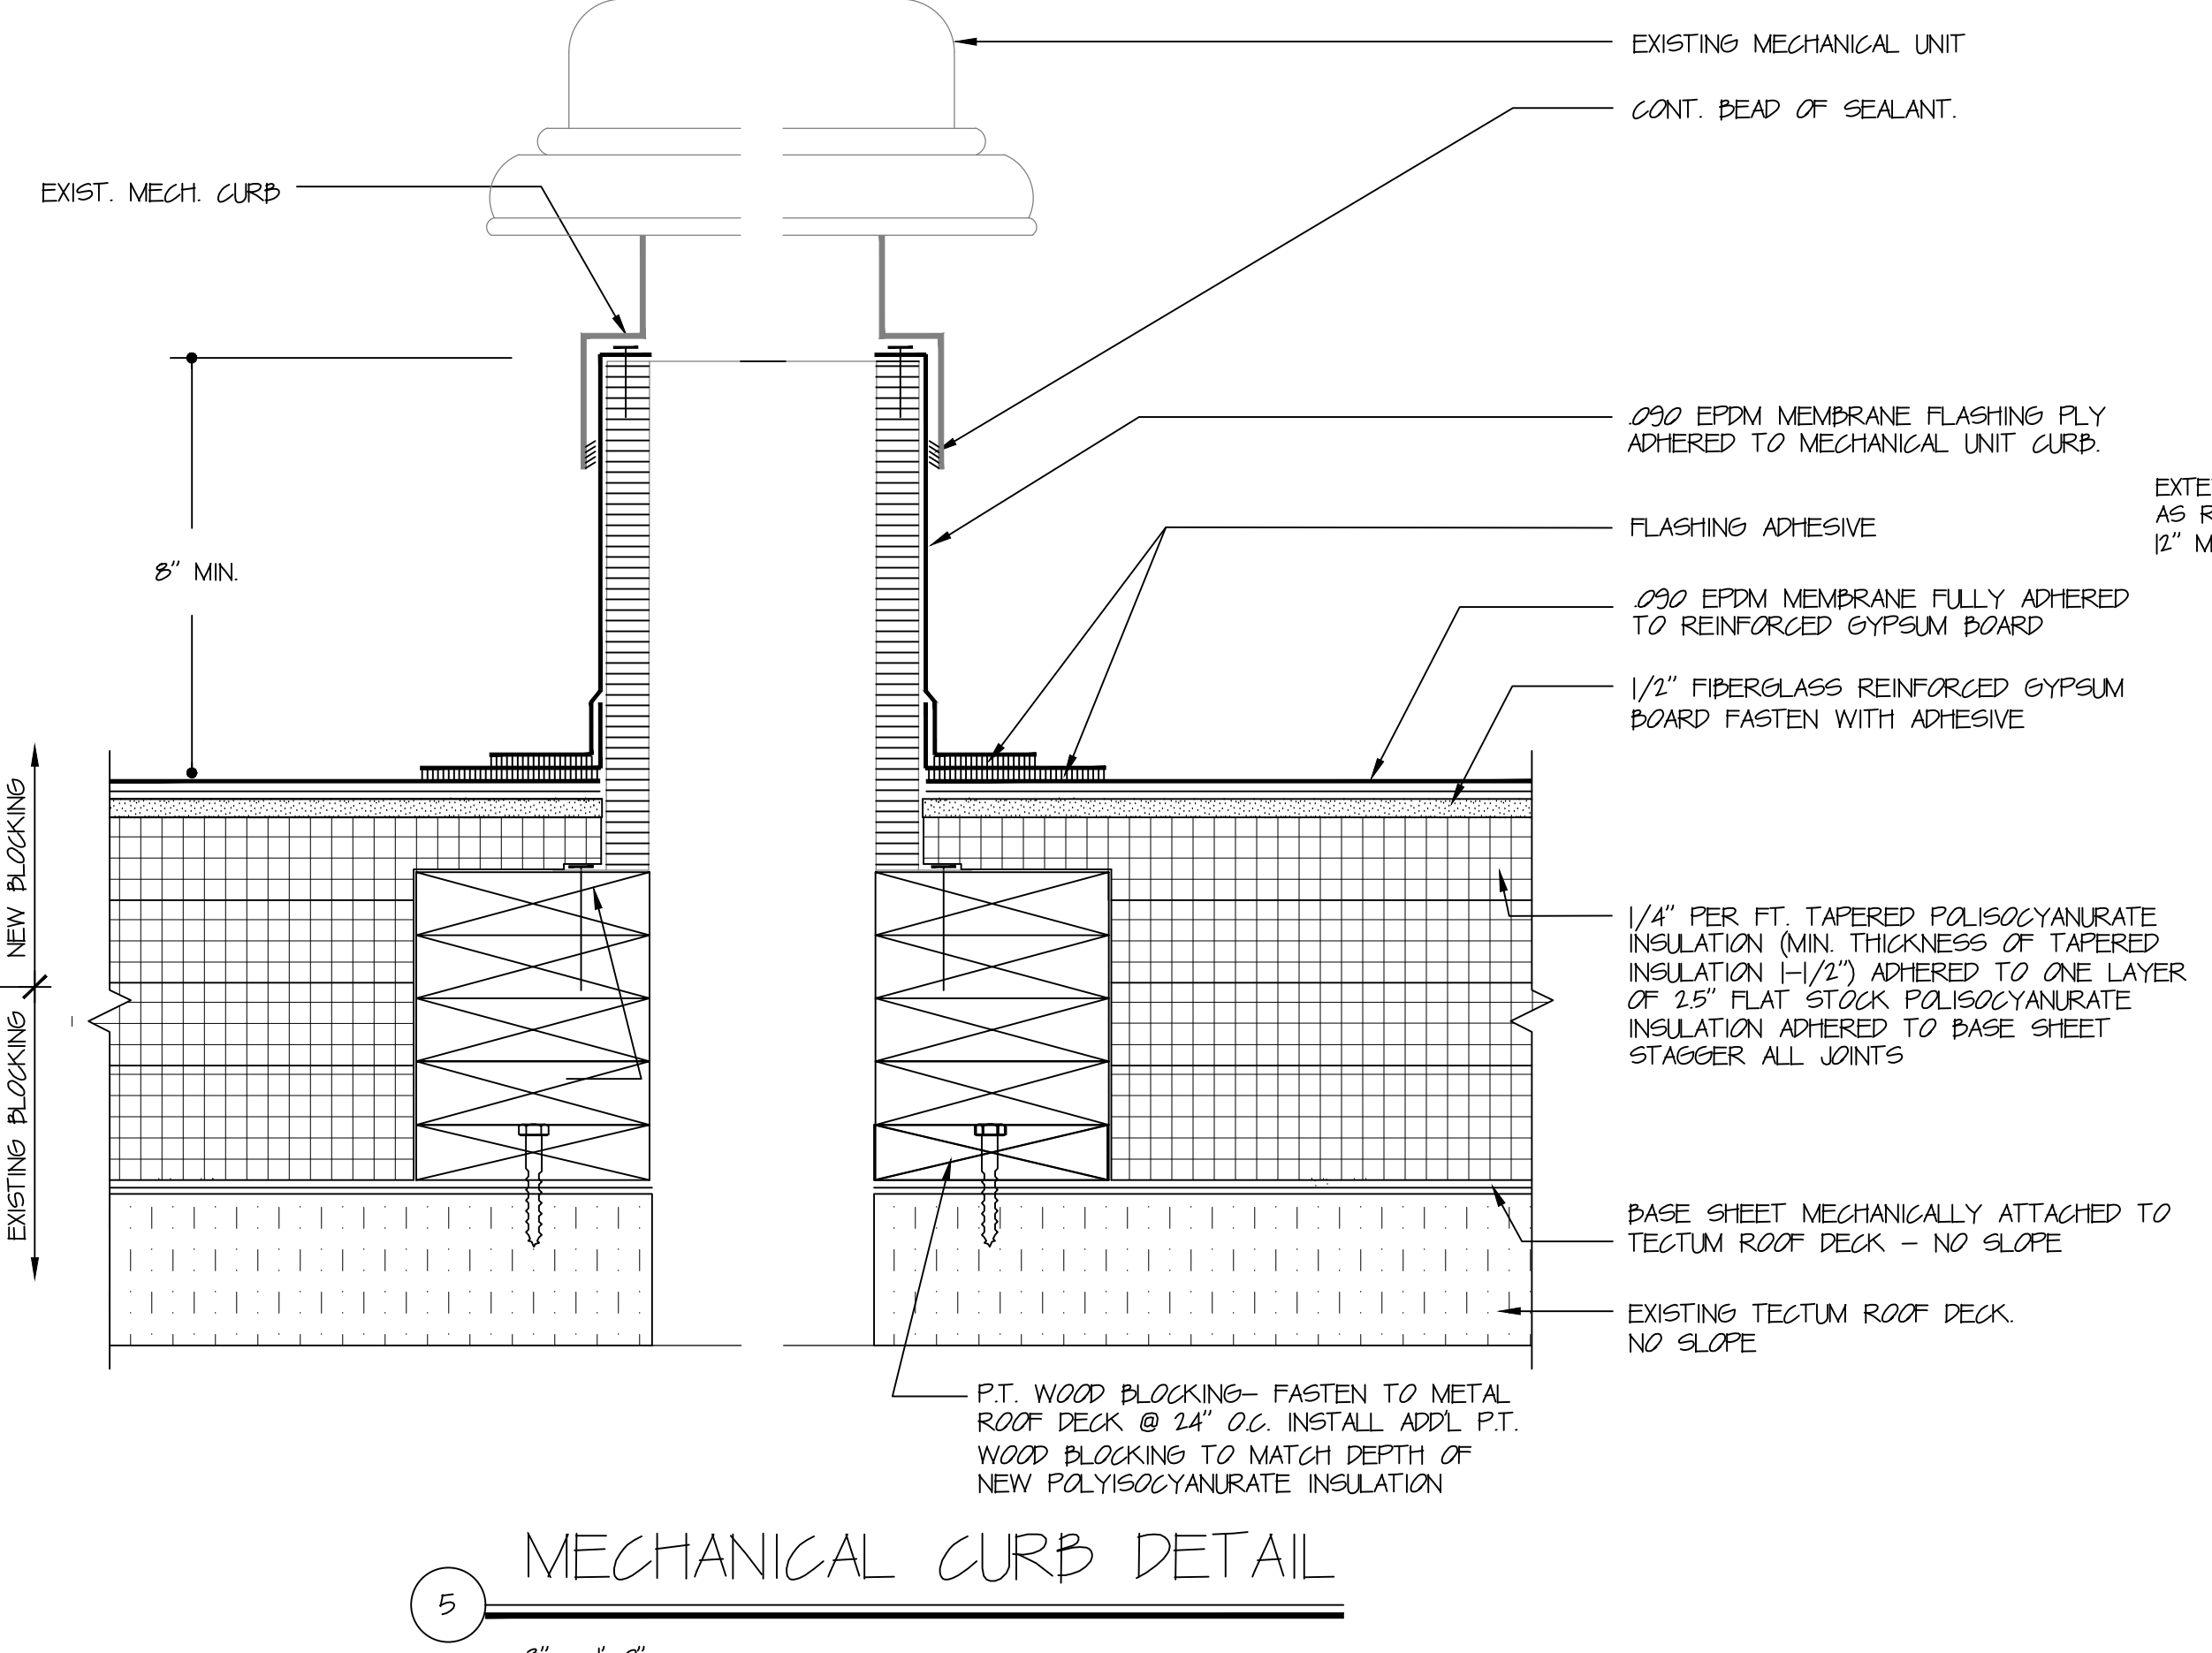 EXISTING MECHANICAL UNIT
CONT. BEAD OF SEALANT.
EXIST. MECH. CURB
.090 EPDM MEMBRANE FLASHING PLY
ADHERED TO MECHANICAL UNIT CURB.
AS
12"
FLASHING ADHESIVE
8" MIN.
.090 EPDM MEMBRANE FULLY ADHERED
TO REINFORCED GYPSUM BOARD
1/2" FIBERGLASS REINFORCED GYPSUM
BOARD FASTEN WITH ADHESIVE
NEW BLOCKING
EXISTING BLOCKING
1/4" PER FT. TAPERED POLISOCYANURATE
INSULATION (MIN. THICKNESS OF TAPERED
INSULATION 1-1/2") ADHERED TO ONE LAYER
OF 2.5" FLAT STOCK POLISOCYANURATE
INSULATION ADHERED TO BASE SHEET
STAGGER ALL JOINTS
BASE SHEET MECHANICALLY ATTACHED TO
TECTUM ROOF DECK - NO SLOPE
EXISTING TECTUM ROOF DECK.
NO SLOPE
P.T. WOOD BLOCKING- FASTEN TO METAL
ROOF DECK @ 24" O.C. INSTALL ADD'L P.T.
WOOD BLOCKING TO MATCH DEPTH OF
NEW POLYISOCYANURATE INSULATION
MECHANICAL CURB DETAIL
5